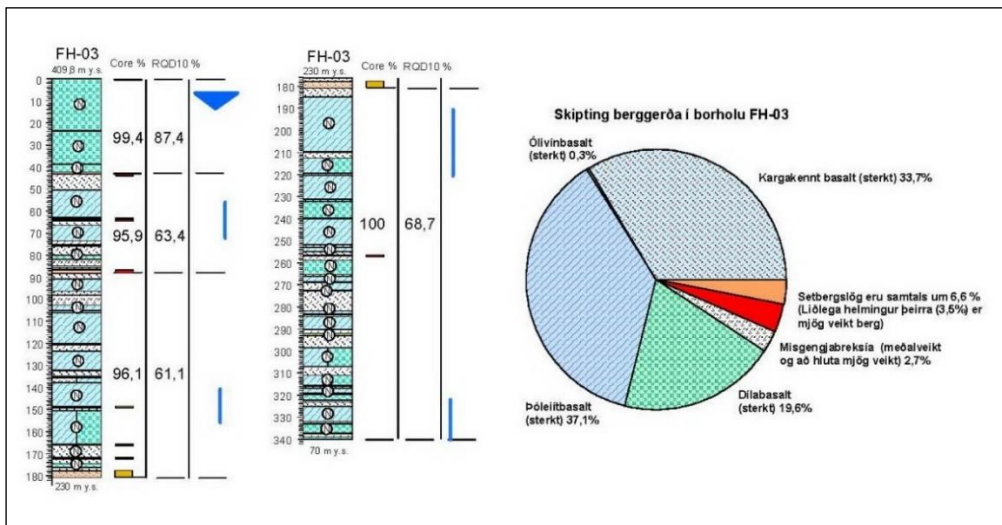 FH-03
409,8 m y.s.
Core % RQD10 %
0
10
20
30
40
50
60
70
80
90
100
110
120
130
140
150
160
170
180
99,4 87,4
95,9 63,4
96,1 61,1
230 m y.s.
FH-03
230 m y.s.
Core % RQD10 %
180
190
200
210
220
230
240
250
260
270
280
290
300
310
320
330
340
100 68,7
70 m y.s.
Skipting berggerða í borholu FH-03
Ólivínbasalt
(sterkt) 0,3%
Kargakennt basalt (sterkt) 33,7%
Setbergslög eru samtals um 6,6 %
(Liðlega helmingur þeirra (3,5%) er
mjög veikt berg)
Misgengjabreksía (meðalveikt
og að hluta mjög veikt) 2,7%
Dílabasalt
(sterkt) 19,6%
Þóleiítbasalt
(sterkt) 37,1%